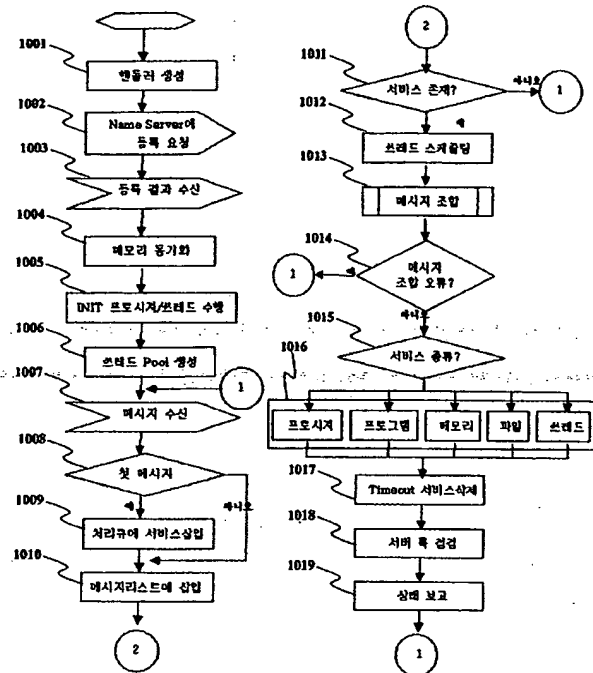 1001
핸들러 생성
1002
Name Server에
등록 요청
1003
등록 결과 수신
1004
메모리 동기화
1005
INIT 프로시져/쓰레드 수행
1006
쓰레드 Pool 생성
1
1007
메시지 수신
1008
첫 메시지
아니오
예
1009
처리큐에 서비스삽입
1010
메시지리스트에 삽입
2
2
1011
서비스 존재?
아니오
1
예
1012
쓰레드 스케줄링
1013
메시지 조합
1014
메시지
조합 오류?
예
1
아니오
1015
서비스 종류?
1016
프로시져
프로그램
메모리
파일
쓰레드
1017
Timeout 서비스삭제
1018
서버 록 점검
1019
상태 보고
1